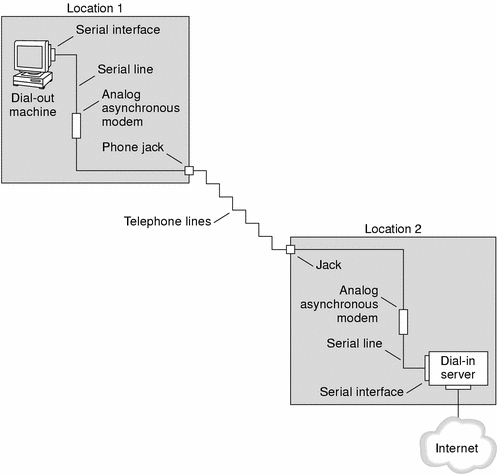 Location 1
Serial interface
Serial line
Dial-out
machine
Analog
asynchronous
modem
Phone jack
Telephone lines
Location 2
Jack
Analog
asynchronous
modem
Serial line
Dial-in
server
Serial interface
Internet